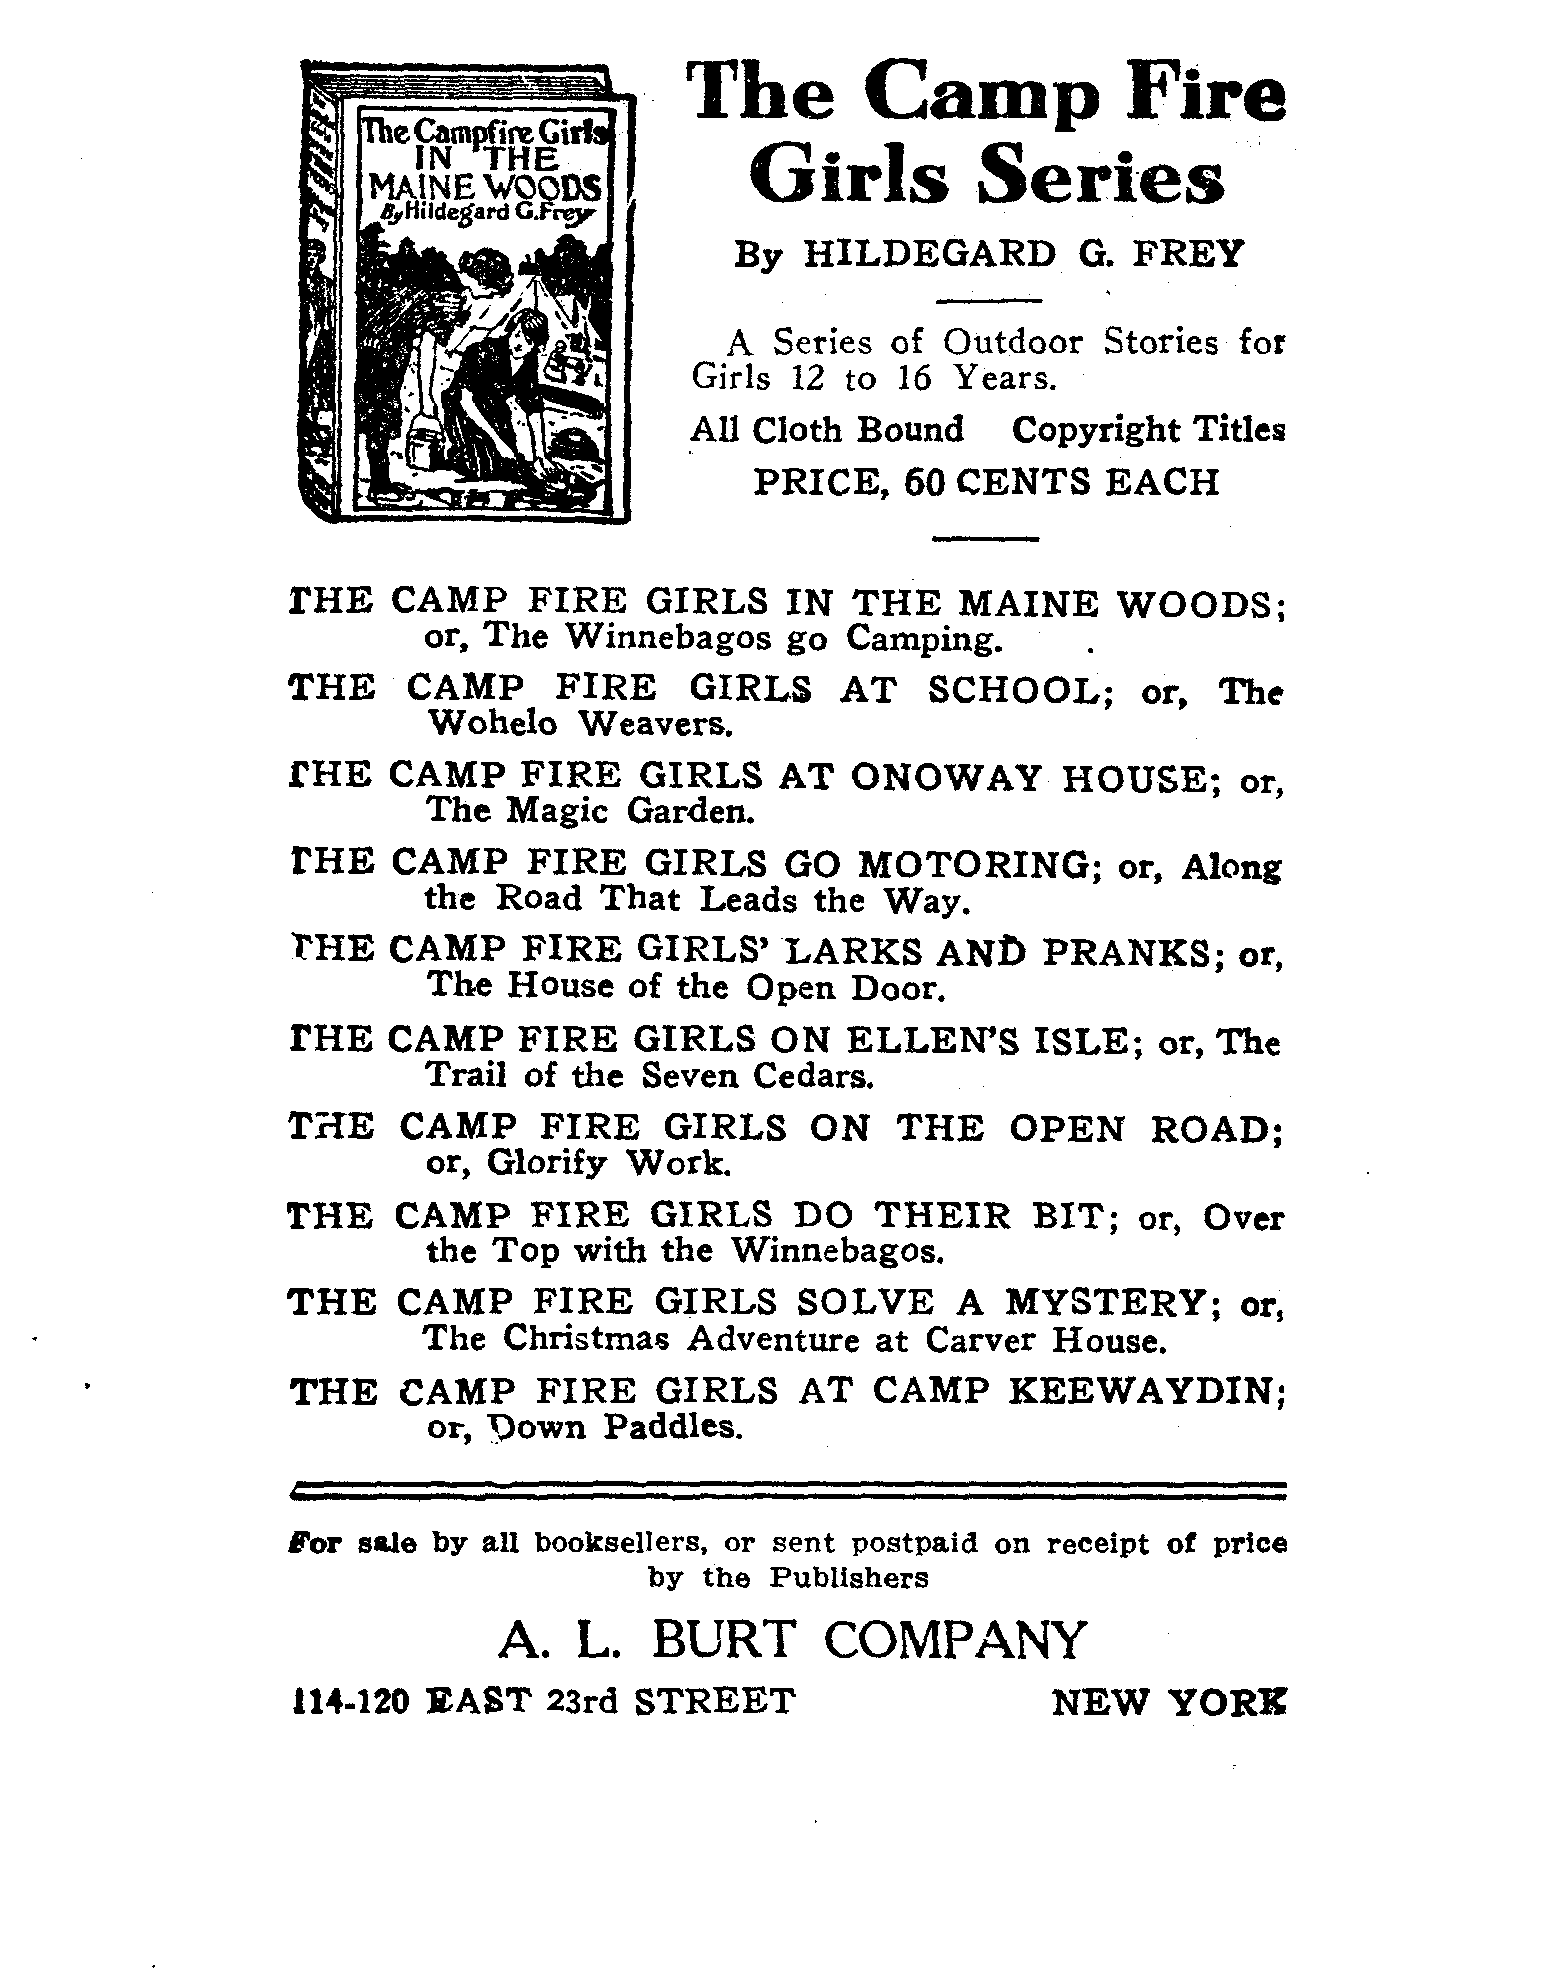 The Campfire Girls
IN THE
MAINE WOODS
By Hildegard G. Frey
The Camp Fire
Girls Series
By HILDEGARD G. FREY
A Series of Outdoor Stories for
Girls 12 to 16 Years.
All Cloth Bound Copyright Titles
PRICE, 60 CENTS EACH
THE CAMP FIRE GIRLS IN THE MAINE WOODS;
or, The Winnebagos go Camping.
THE CAMP FIRE GIRLS AT SCHOOL; or, The
Wohelo Weavers.
THE CAMP FIRE GIRLS AT ONOWAY HOUSE; or,
The Magic Garden.
THE CAMP FIRE GIRLS GO MOTORING; or, Along
the Road That Leads the Way.
THE CAMP FIRE GIRLS' LARKS AND PRANKS; or,
The House of the Open Door.
THE CAMP FIRE GIRLS ON ELLEN'S ISLE; or, The
Trail of the Seven Cedars.
THE CAMP FIRE GIRLS ON THE OPEN ROAD;
or, Glorify Work.
THE CAMP FIRE GIRLS DO THEIR BIT; or, Over
the Top with the Winnebagos.
THE CAMP FIRE GIRLS SOLVE A MYSTERY; or,
The Christmas Adventure at Carver House.
THE CAMP FIRE GIRLS AT CAMP KEEWAYDIN;
or, Down Paddles.
For sale by all booksellers, or sent postpaid on receipt of price
by the Publishers
A. L. BURT COMPANY
114-120 EAST 23rd STREET NEW YORK